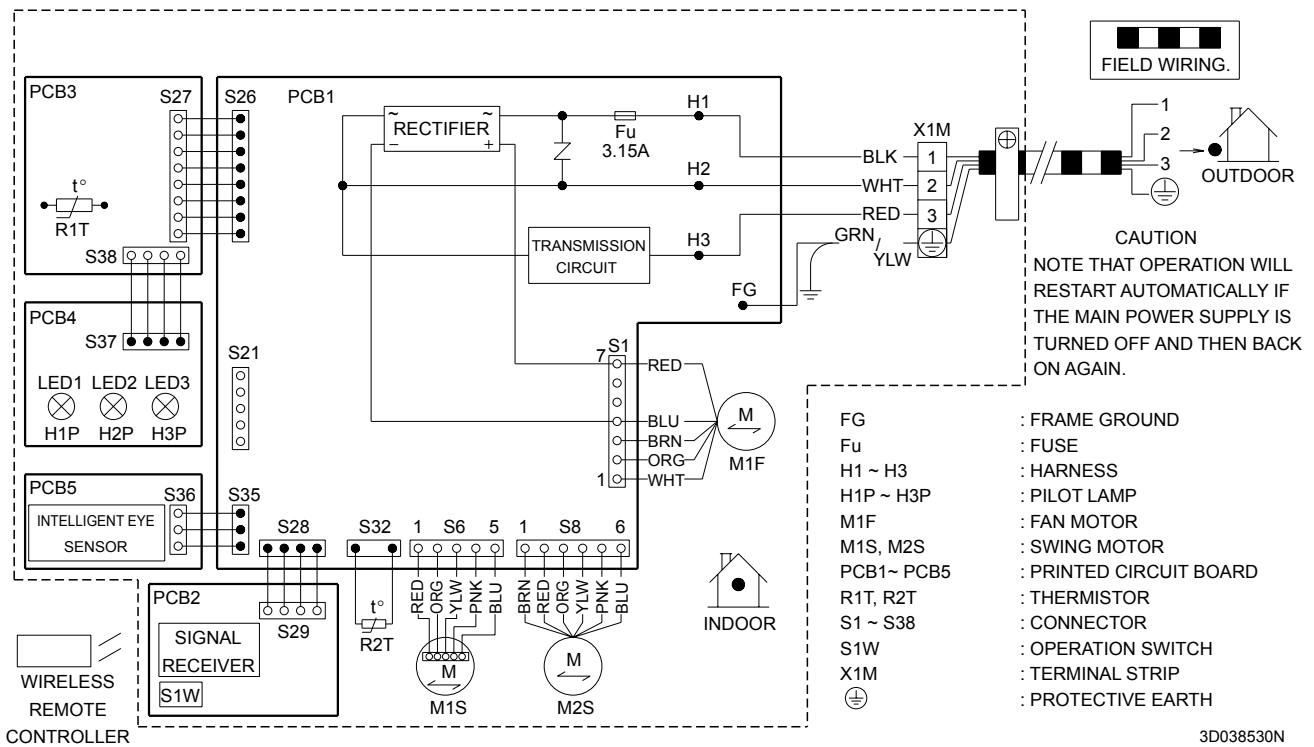 FIELD WIRING.
PCB3
S27
S26
PCB1
t°
R1T
S38
~
~
RECTIFIER
−
+
Fu
3.15A
H1
H2
H3
TRANSMISSION
CIRCUIT
FG
X1M
BLK
1
WHT
2
RED
3
GRN
/
YLW
1
2
3
OUTDOOR
CAUTION
NOTE THAT OPERATION WILL
RESTART AUTOMATICALLY IF
THE MAIN POWER SUPPLY IS
TURNED OFF AND THEN BACK
ON AGAIN.
PCB4
S37
LED1 LED2 LED3
H1P H2P H3P
S21
S1
7
RED
BLU
BRN
ORG
1
WHT
M
M1F
PCB5
S36
S35
INTELLIGENT EYE
SENSOR
S28
S32
1 S6 5
1 S8 6
RED
ORG
YLW
PNK
BLU
BRN
RED
ORG
YLW
PNK
BLU
PCB2
S29
SIGNAL
RECEIVER
S1W
t°
R2T
M
M1S
M
M2S
INDOOR
WIRELESS
REMOTE
CONTROLLER
FG : FRAME GROUND
Fu : FUSE
H1 ~ H3 : HARNESS
H1P ~ H3P : PILOT LAMP
M1F : FAN MOTOR
M1S, M2S : SWING MOTOR
PCB1~ PCB5 : PRINTED CIRCUIT BOARD
R1T, R2T : THERMISTOR
S1 ~ S38 : CONNECTOR
S1W : OPERATION SWITCH
X1M : TERMINAL STRIP
: PROTECTIVE EARTH
3D038530N